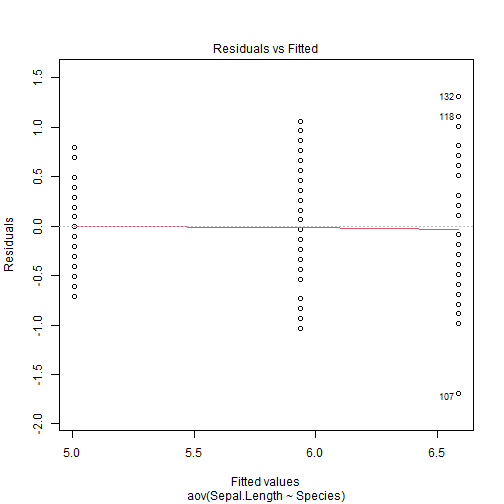 Residuals vs Fitted
1.5
1.0
0.5
0.0
-0.5
-1.0
-1.5
-2.0
Residuals
132
118
107
5.0 5.5 6.0 6.5
Fitted values
aov(Sepal.Length ~ Species)